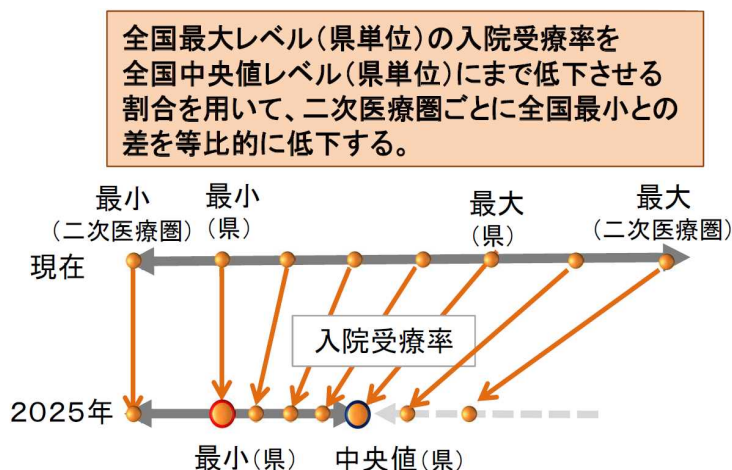 全国最大レベル(県単位)の入院受療率を
全国中央値レベル(県単位)にまで低下させる
割合を用いて、二次医療圏ごとに全国最小との
差を等比的に低下する。
最小
(二次医療圏)
最小
(県)
最大
(県)
最大
(二次医療圏)
現在
入院受療率
2025年
最小(県)
中央値(県)